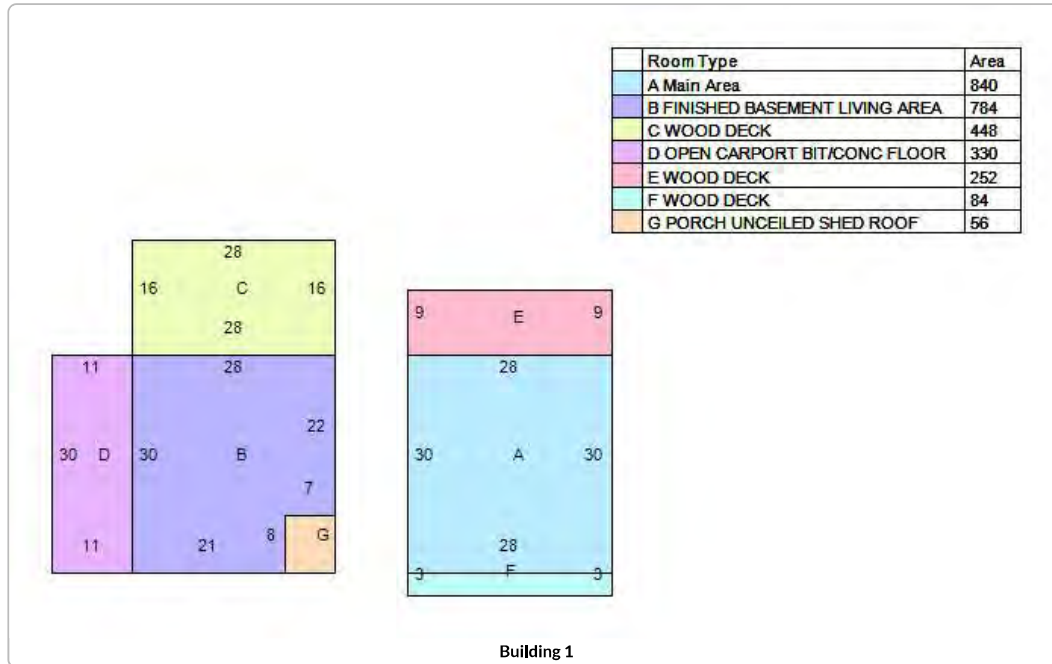 Room Type Area
A Main Area 840
B FINISHED BASEMENT LIVING AREA 784
C WOOD DECK 448
D OPEN CARPORT BIT/CONC FLOOR 330
E WOOD DECK 252
F WOOD DECK 84
G PORCH UNCEILED SHED ROOF 56
28
16 C 16
28
11 28
22
30 D 30 B
7
8 G
11 21
9 E 9
28
30 A 30
28
3 F 3
Building 1